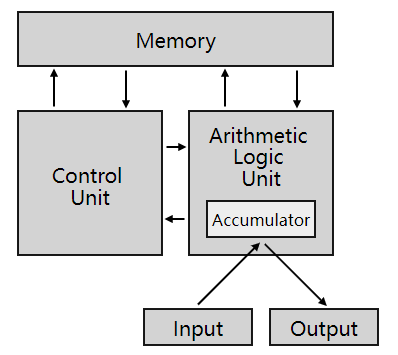 Memory
Control
Unit
Arithmetic
Logic
Unit
Accumulator
Input
Output